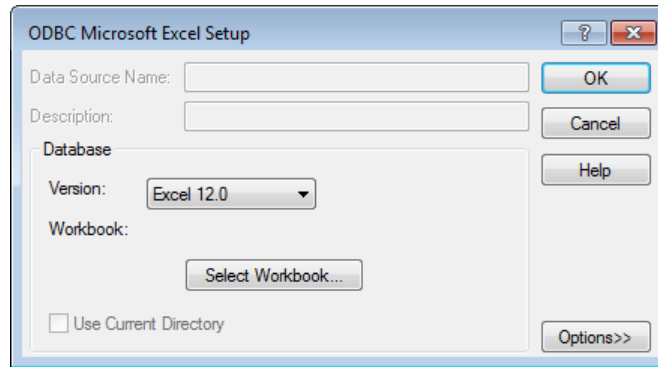 ODBC Microsoft Excel Setup
Data Source Name:
OK
Description:
Cancel
Database
Help
Version:
Excel 12.0
Workbook:
Select Workbook...
Use Current Directory
Options>>